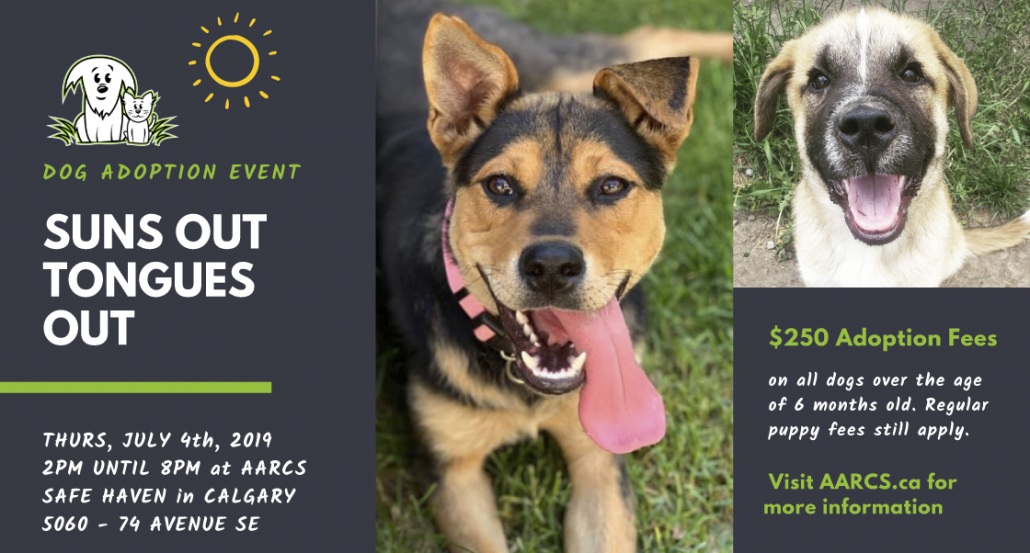 DOG ADOPTION EVENT
SUNS OUT
TONGUES
OUT
THURS, JULY 4th, 2019
2PM UNTIL 8PM at AARCS
SAFE HAVEN in CALGARY
5060 - 74 AVENUE SE
$250 Adoption Fees
on all dogs over the age
of 6 months old. Regular
puppy fees still apply.
Visit AARCS.ca for
more information